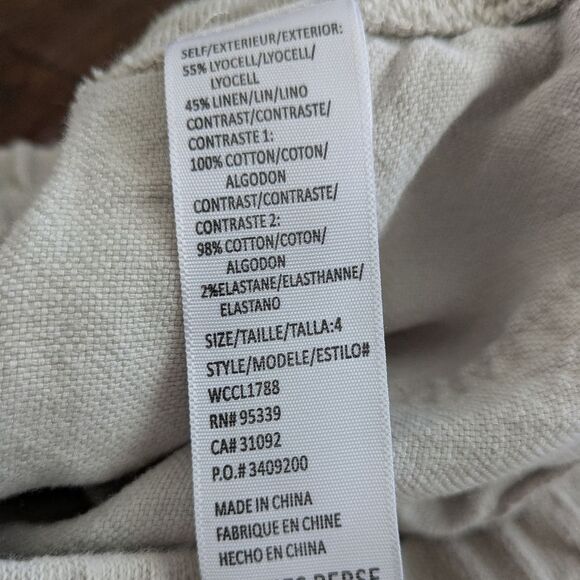 SELF/EXTERIEUR/EXTERIOR:
55% LYOCELL/LYOCELL/
LYOCELL
45% LINEN/LIN/LINO
CONTRAST/CONTRASTE/
CONTRASTE 1:
100% COTTON/COTON/
ALGODON
CONTRAST/CONTRASTE/
CONTRASTE 2:
98% COTTON/COTON/
ALGODON
2%ELASTANE/ELASTHANNE/
ELASTANO
SIZE/TAILLE/TALLA:4
STYLE/MODELE/ESTILO#
WCCL1788
RN# 95339
CA# 31092
P.O.# 3409200
MADE IN CHINA
FABRIQUE EN CHINE
HECHO EN CHINA